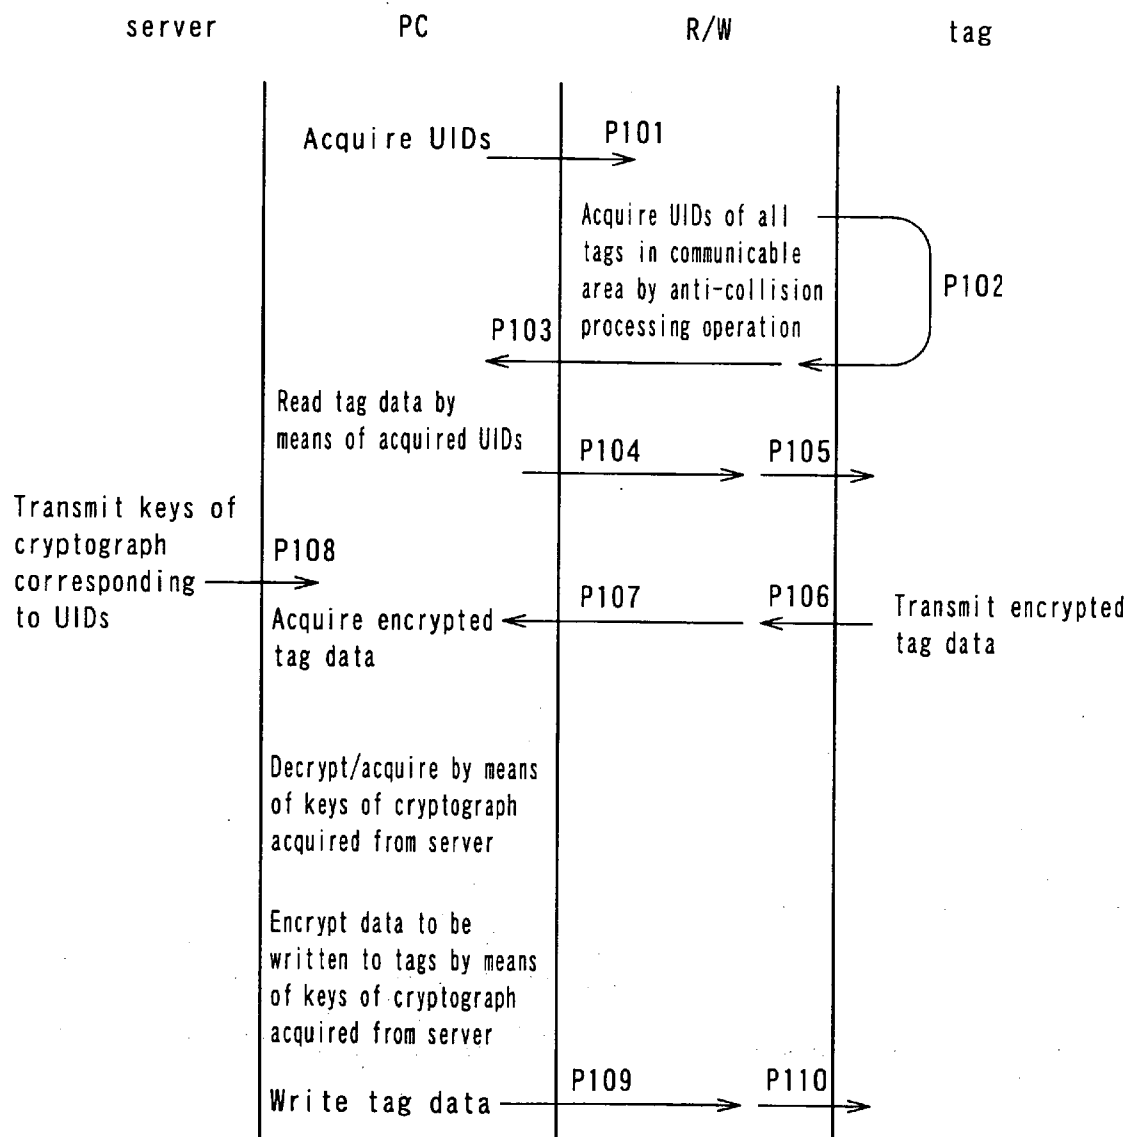 server
PC
R/W
tag
Acquire UIDs
P101
Acquire UIDs of all
tags in communicable
area by anti-collision
processing operation
P102
P103
Read tag data by
means of acquired UIDs
P104
P105
Transmit keys of
cryptograph
corresponding
to UIDs
P108
P107
P106
Acquire encrypted
tag data
Transmit encrypted
tag data
Decrypt/acquire by means
of keys of cryptograph
acquired from server
Encrypt data to be
written to tags by means
of keys of cryptograph
acquired from server
P109
P110
Write tag data